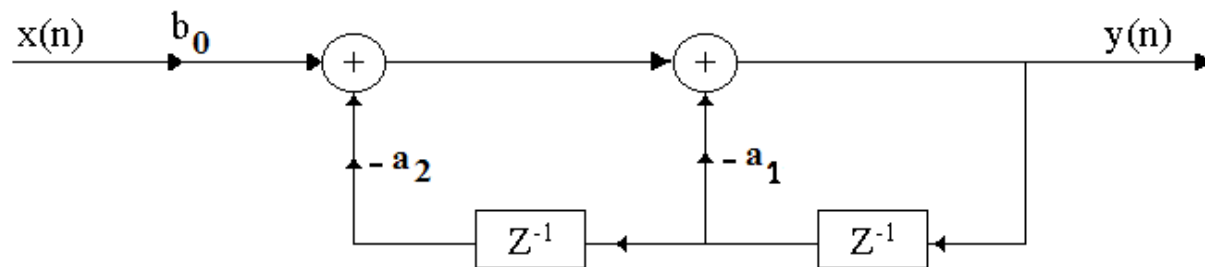 x(n) b₀ y(n)
+ +
- a₂ - a₁
Z⁻¹ Z⁻¹